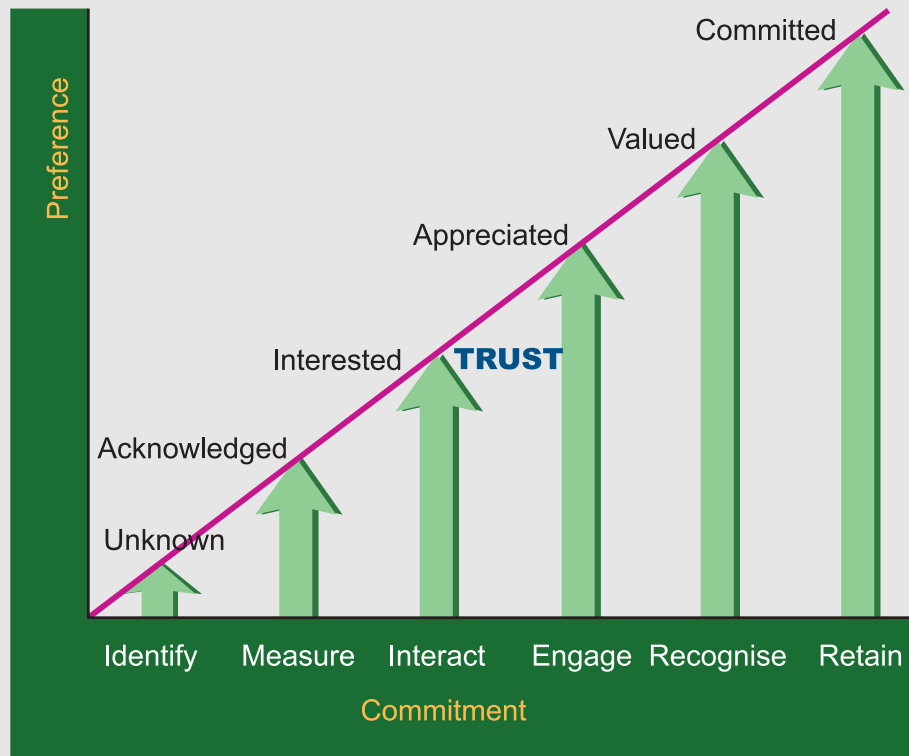 Committed
Preference
Valued
Appreciated
Interested TRUST
Acknowledged
Unknown
Identify Measure Interact Engage Recognise Retain
Commitment